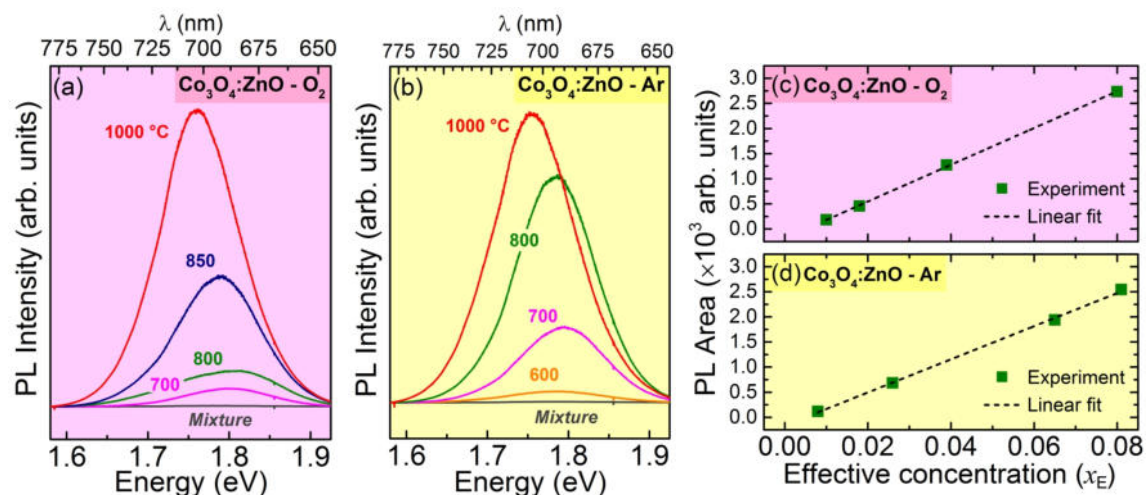 λ (nm)
775 750 725 700 675 650
(a) Co₃O₄:ZnO - O₂
1000 °C
850
800
700
Mixture
PL Intensity (arb. units)
1.6 1.7 1.8 1.9
Energy (eV)
λ (nm)
775 750 725 700 675 650
(b) Co₃O₄:ZnO - Ar
1000 °C
800
700
600
Mixture
PL Intensity (arb. units)
1.6 1.7 1.8 1.9
Energy (eV)
(c) Co₃O₄:ZnO - O₂
3.0
2.5
2.0
1.5
1.0
0.5
0.0
Experiment
Linear fit
PL Area (×10³ arb. units)
(d) Co₃O₄:ZnO - Ar
3.0
2.5
2.0
1.5
1.0
0.5
0.0
Experiment
Linear fit
0.00 0.02 0.04 0.06 0.08
Effective concentration (xE)